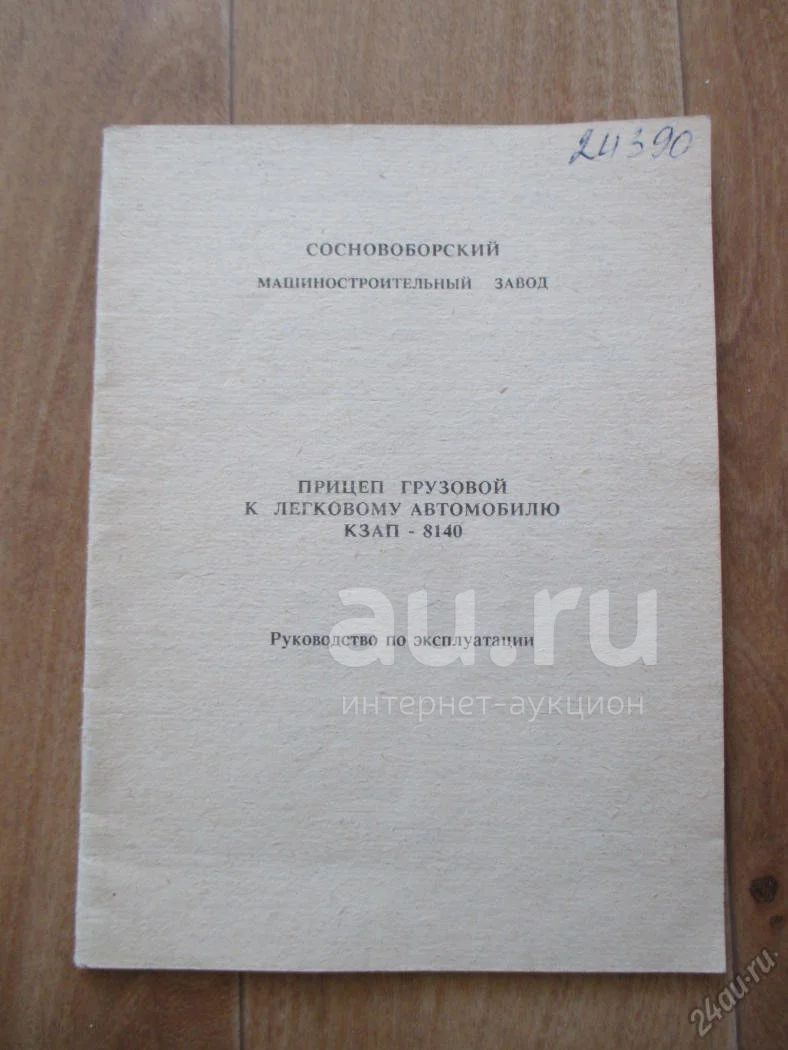 24390
СОСНОВОБОРСКИЙ
МАШИНОСТРОИТЕЛЬНЫЙ ЗАВОД
ПРИЦЕП ГРУЗОВОЙ
К ЛЕГКОВОМУ АВТОМОБИЛЮ
КЗАП - 8140
Руководство по эксплуатации
au.ru
интернет-аукцион
24au.ru